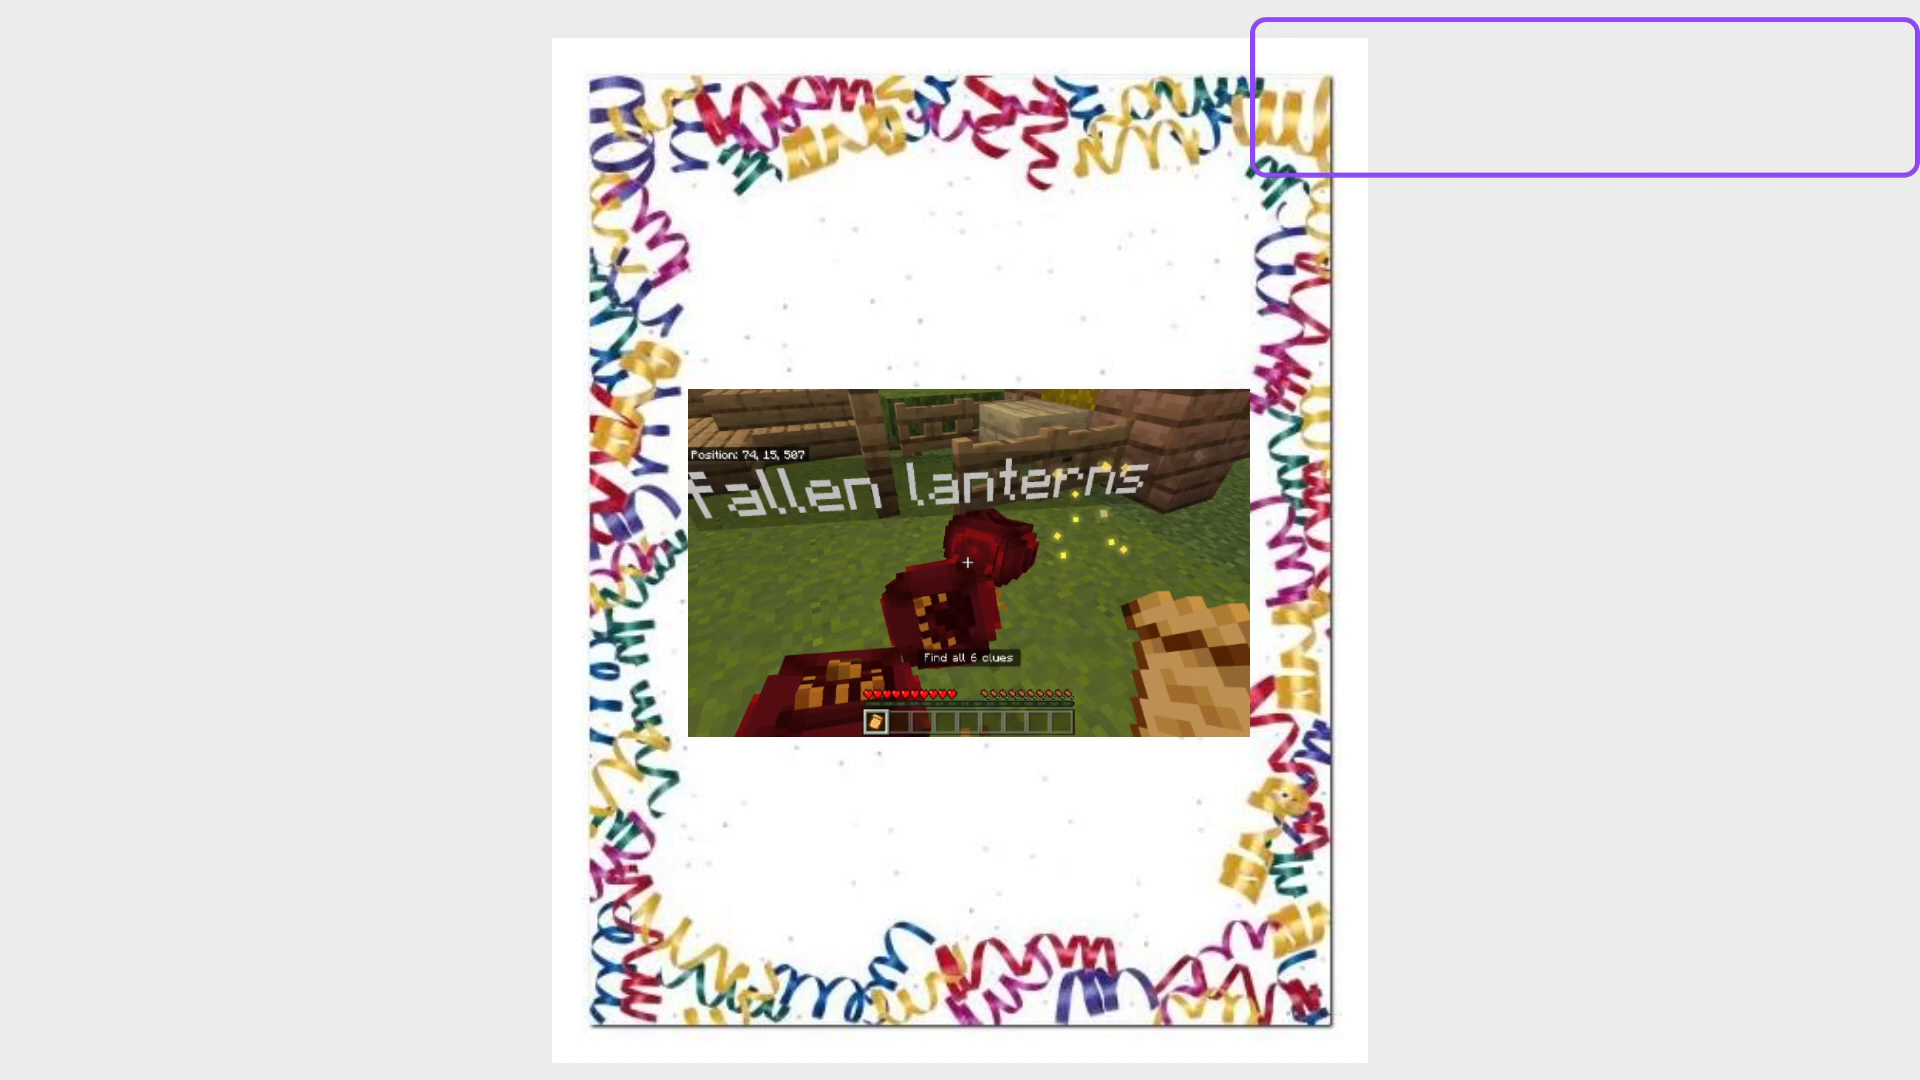 Position: 74, 15, 507
fallen lanterns
Find all 6 clues